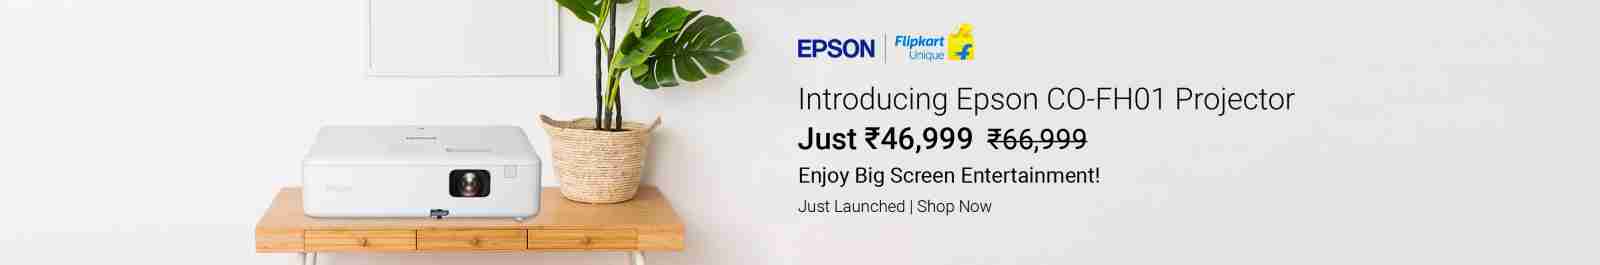 EPSON | Flipkart Unique
Introducing Epson CO-FH01 Projector
Just ₹46,999 ₹66,999
Enjoy Big Screen Entertainment!
Just Launched | Shop Now